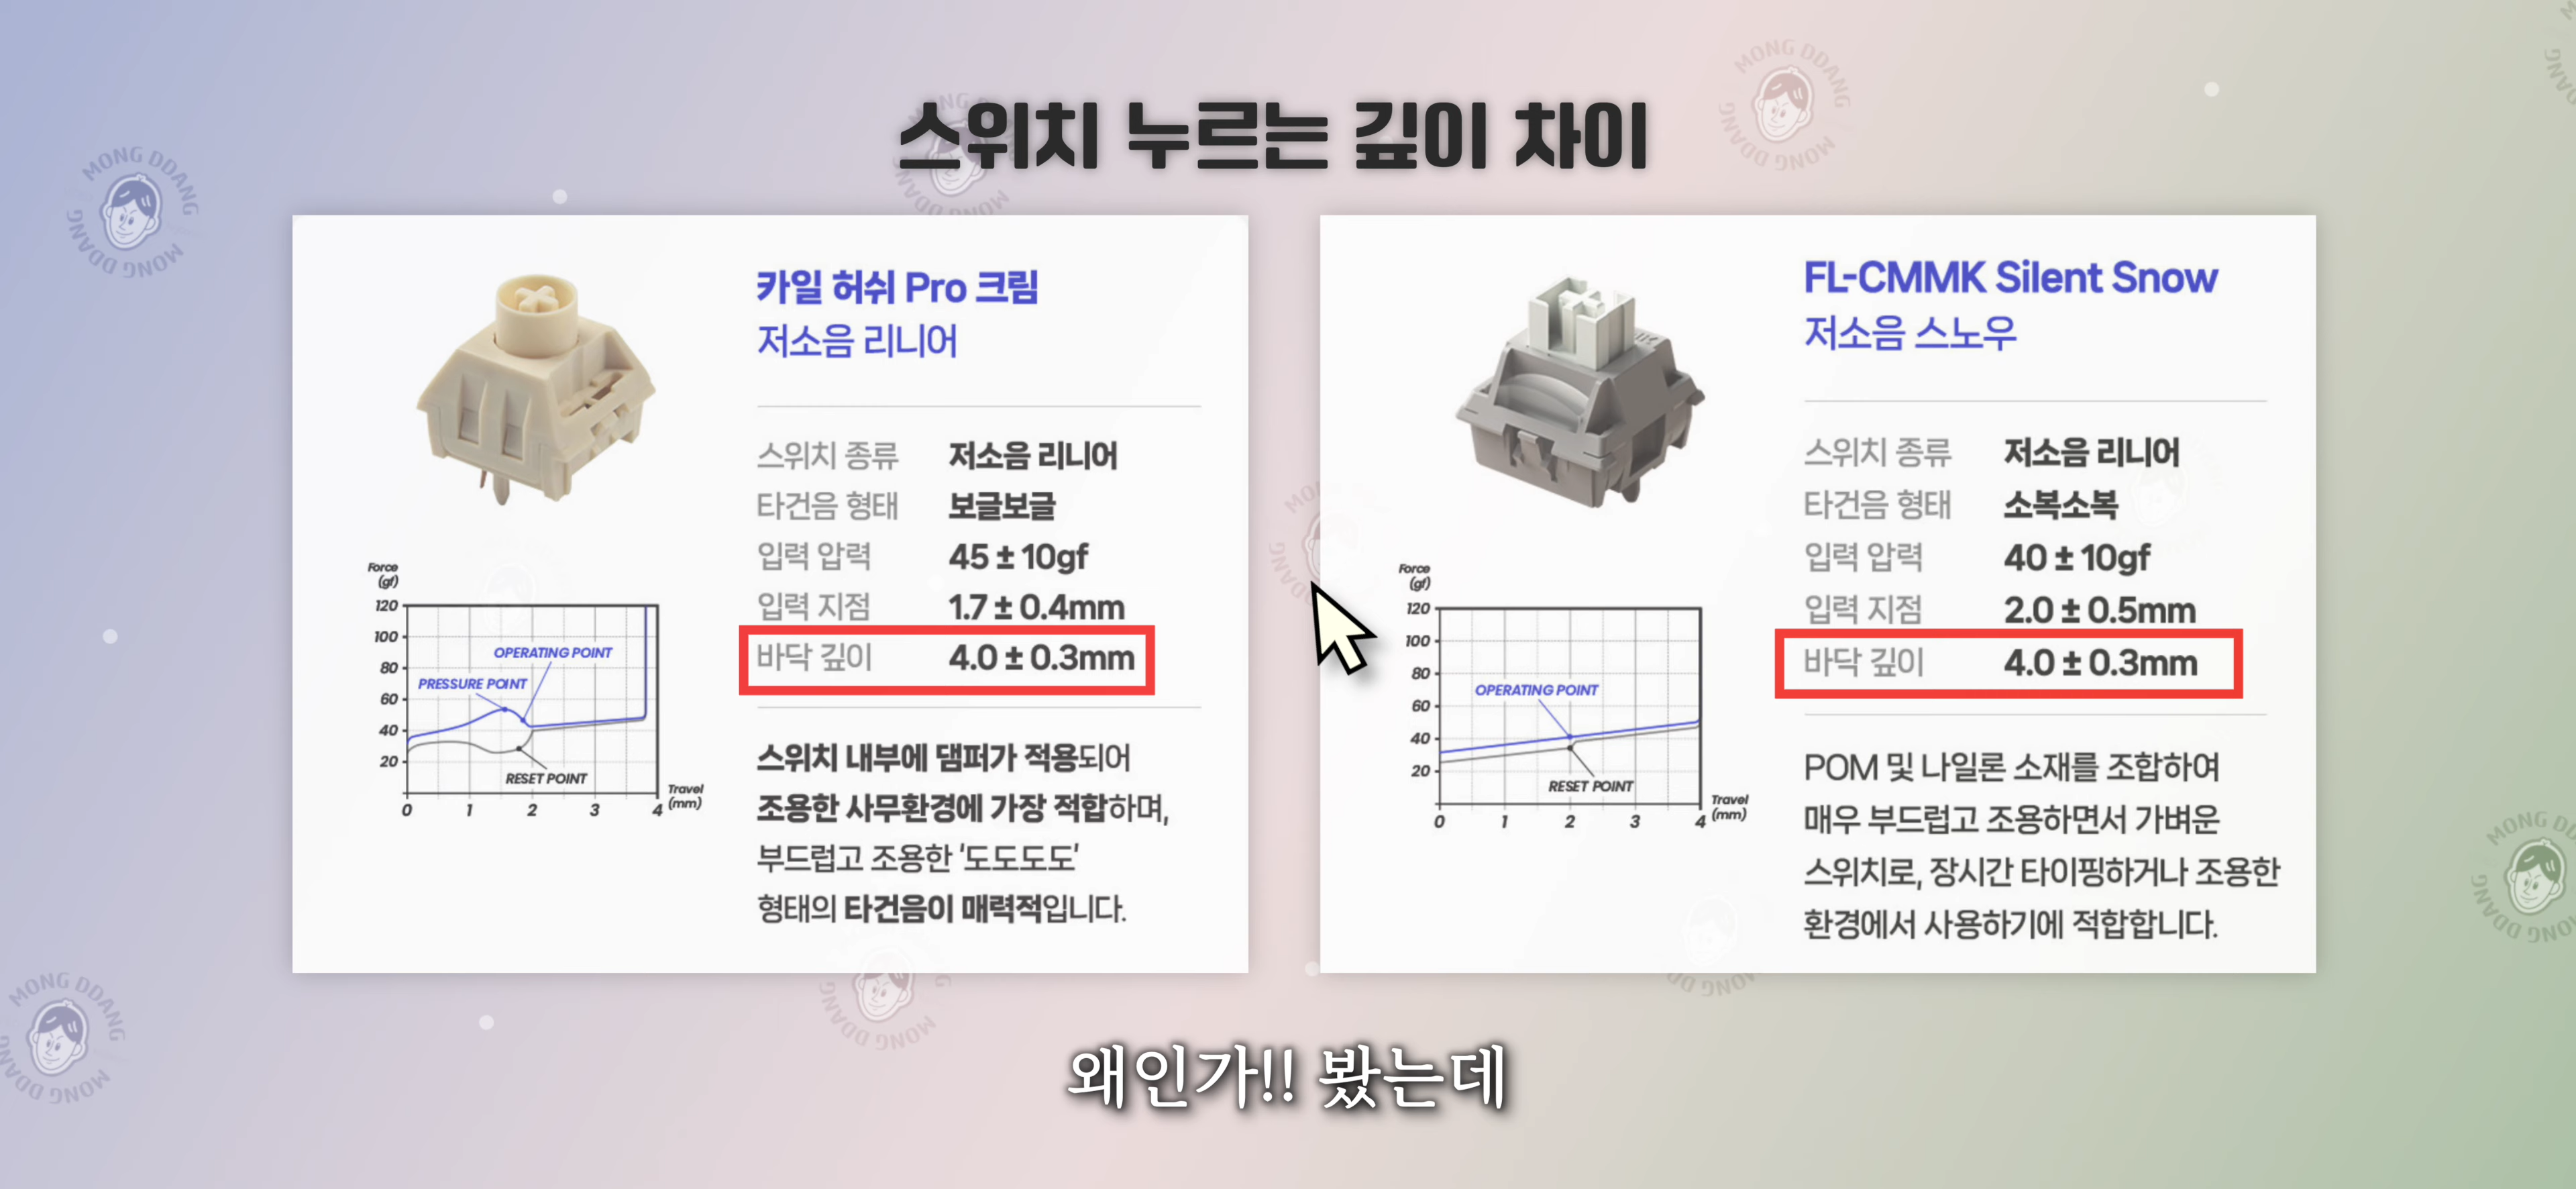 스위치 누르는 깊이 차이
카일 허쉬 Pro 크림
저소음 리니어
스위치 종류 저소음 리니어
타건음 형태 보글보글
입력 압력 45 ± 10gf
입력 지점 1.7 ± 0.4mm
바닥 깊이 4.0 ± 0.3mm
스위치 내부에 댐퍼가 적용되어
조용한 사무환경에 가장 적합하며,
부드럽고 조용한 '도도도도'
형태의 타건음이 매력적입니다.
Force
(gf)
120
100
80
60
40
20
OPERATING POINT
PRESSURE POINT
RESET POINT
0 1 2 3 4
Travel
(mm)
FL-CMMK Silent Snow
저소음 스노우
스위치 종류 저소음 리니어
타건음 형태 소복소복
입력 압력 40 ± 10gf
입력 지점 2.0 ± 0.5mm
바닥 깊이 4.0 ± 0.3mm
POM 및 나일론 소재를 조합하여
매우 부드럽고 조용하면서 가벼운
스위치로, 장시간 타이핑하거나 조용한
환경에서 사용하기에 적합합니다.
Force
(gf)
120
100
80
60
40
20
OPERATING POINT
RESET POINT
0 1 2 3 4
Travel
(mm)
왜인가!! 봤는데
MONG DDANG
MONG DDANG